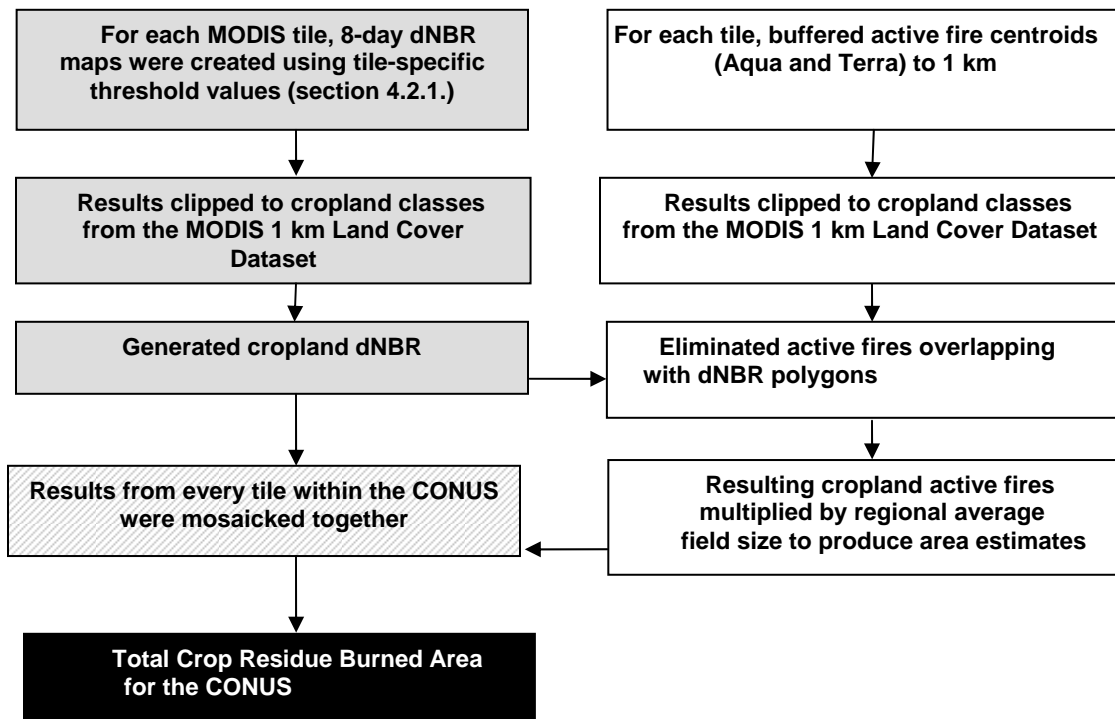 For each MODIS tile, 8-day dNBR
maps were created using tile-specific
threshold values (section 4.2.1.)
Results clipped to cropland classes
from the MODIS 1 km Land Cover
Dataset
Generated cropland dNBR
Results from every tile within the CONUS
were mosaicked together
Total Crop Residue Burned Area
for the CONUS
For each tile, buffered active fire centroids
(Aqua and Terra) to 1 km
Results clipped to cropland classes
from the MODIS 1 km Land Cover Dataset
Eliminated active fires overlapping
with dNBR polygons
Resulting cropland active fires
multiplied by regional average
field size to produce area estimates